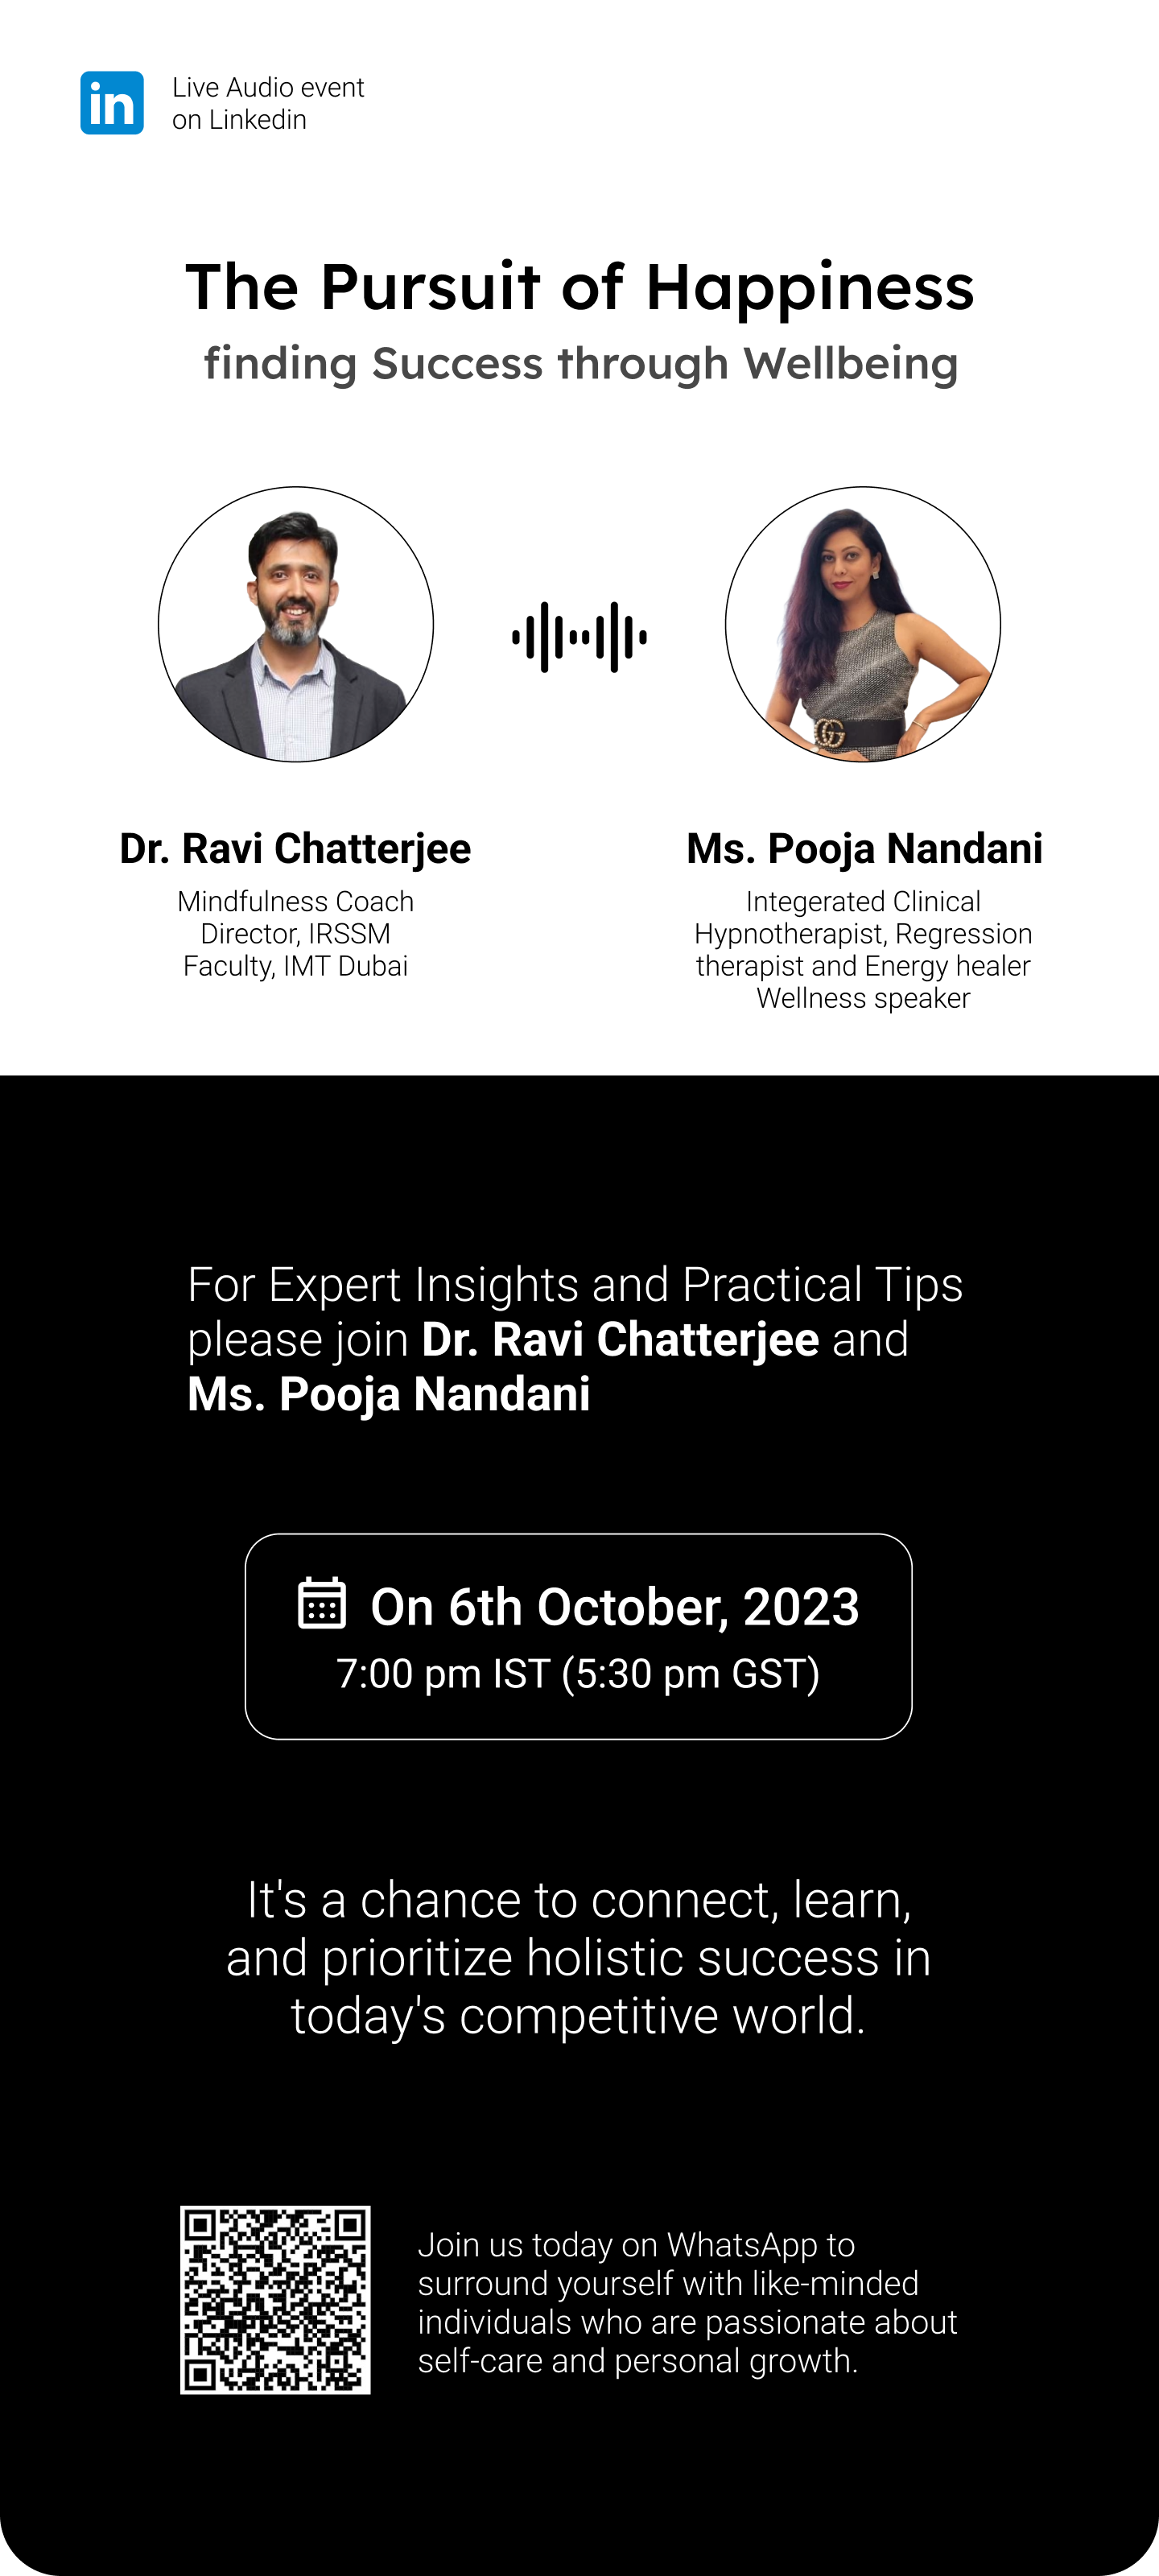 in
Live Audio event
on Linkedin
The Pursuit of Happiness
finding Success through Wellbeing
Dr. Ravi Chatterjee
Mindfulness Coach
Director, IRSSM
Faculty, IMT Dubai
Ms. Pooja Nandani
Integerated Clinical
Hypnotherapist, Regression
therapist and Energy healer
Wellness speaker
For Expert Insights and Practical Tips
please join Dr. Ravi Chatterjee and
Ms. Pooja Nandani
On 6th October, 2023
7:00 pm IST (5:30 pm GST)
It's a chance to connect, learn,
and prioritize holistic success in
today's competitive world.
Join us today on WhatsApp to
surround yourself with like-minded
individuals who are passionate about
self-care and personal growth.